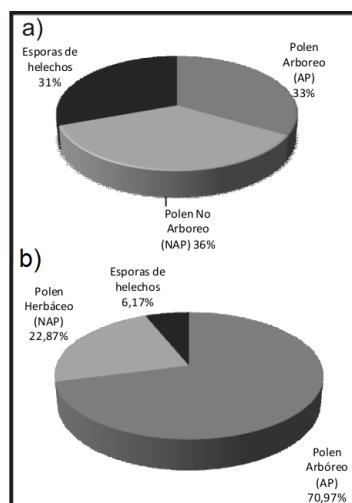 a)
Esporas de
helechos
31%
Polen
Arboreo
(AP)
33%
Polen No
Arboreo
(NAP) 36%
b)
Esporas de
helechos
6,17%
Polen
Herbáceo
(NAP)
22,87%
Polen
Arbóreo
(AP)
70,97%